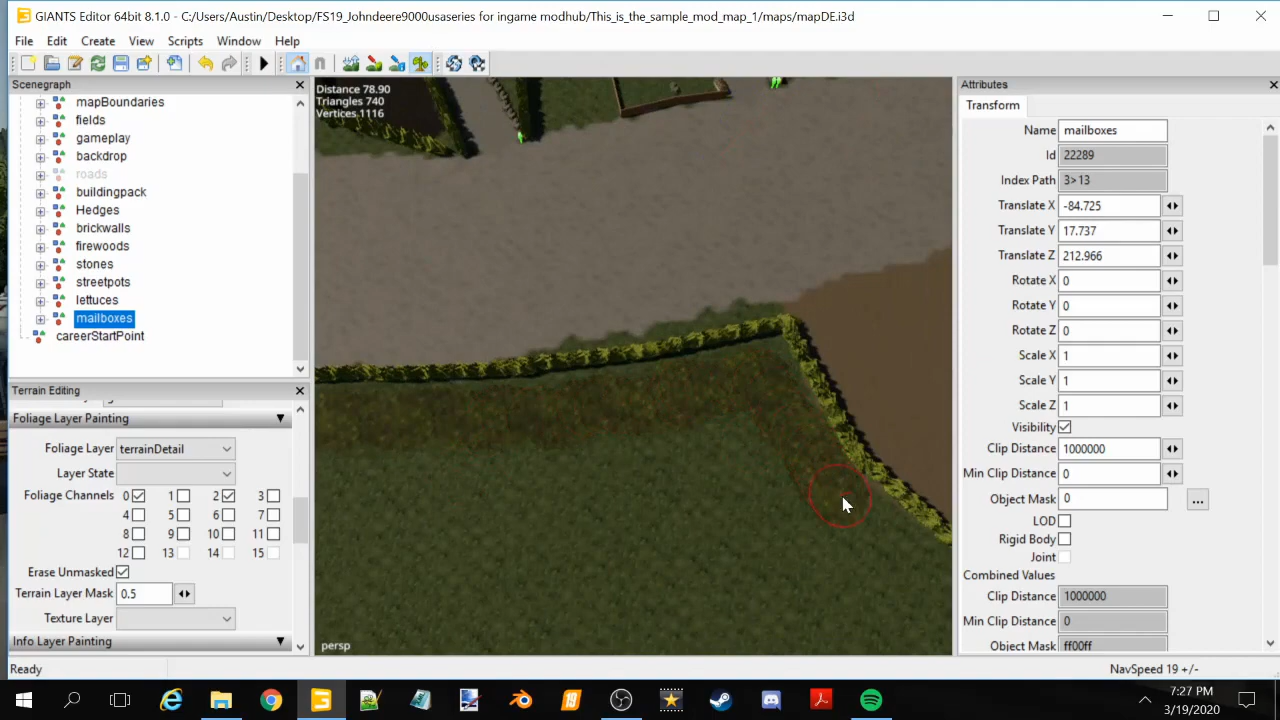 GIANTS Editor 64bit 8.1.0 - C:/Users/Austin/Desktop/FS19_Johndeere9000usaseries for ingame modhub/This_is_the_sample_mod_map_1/maps/mapDE.i3d
File Edit Create View Scripts Window Help
Scenegraph
mapBoundaries
fields
gameplay
backdrop
roads
buildingpack
Hedges
brickwalls
firewoods
stones
streetpots
lettuces
mailboxes
careerStartPoint
Terrain Editing
Foliage Layer Painting
Foliage Layer terrainDetail
Layer State
Foliage Channels 0 1 2 3
4 5 6 7
8 9 10 11
12 13 14 15
Erase Unmasked
Terrain Layer Mask 0.5
Texture Layer
Info Layer Painting
Distance 78.90
Triangles 740
Vertices 1116
persp
Attributes
Transform
Name mailboxes
Id 22289
Index Path 3>13
Translate X -84.725
Translate Y 17.737
Translate Z 212.966
Rotate X 0
Rotate Y 0
Rotate Z 0
Scale X 1
Scale Y 1
Scale Z 1
Visibility
Clip Distance 1000000
Min Clip Distance 0
Object Mask 0 ...
LOD
Rigid Body
Joint
Combined Values
Clip Distance 1000000
Min Clip Distance 0
Object Mask ff00ff
Ready
NavSpeed 19 +/-
7:27 PM
3/19/2020